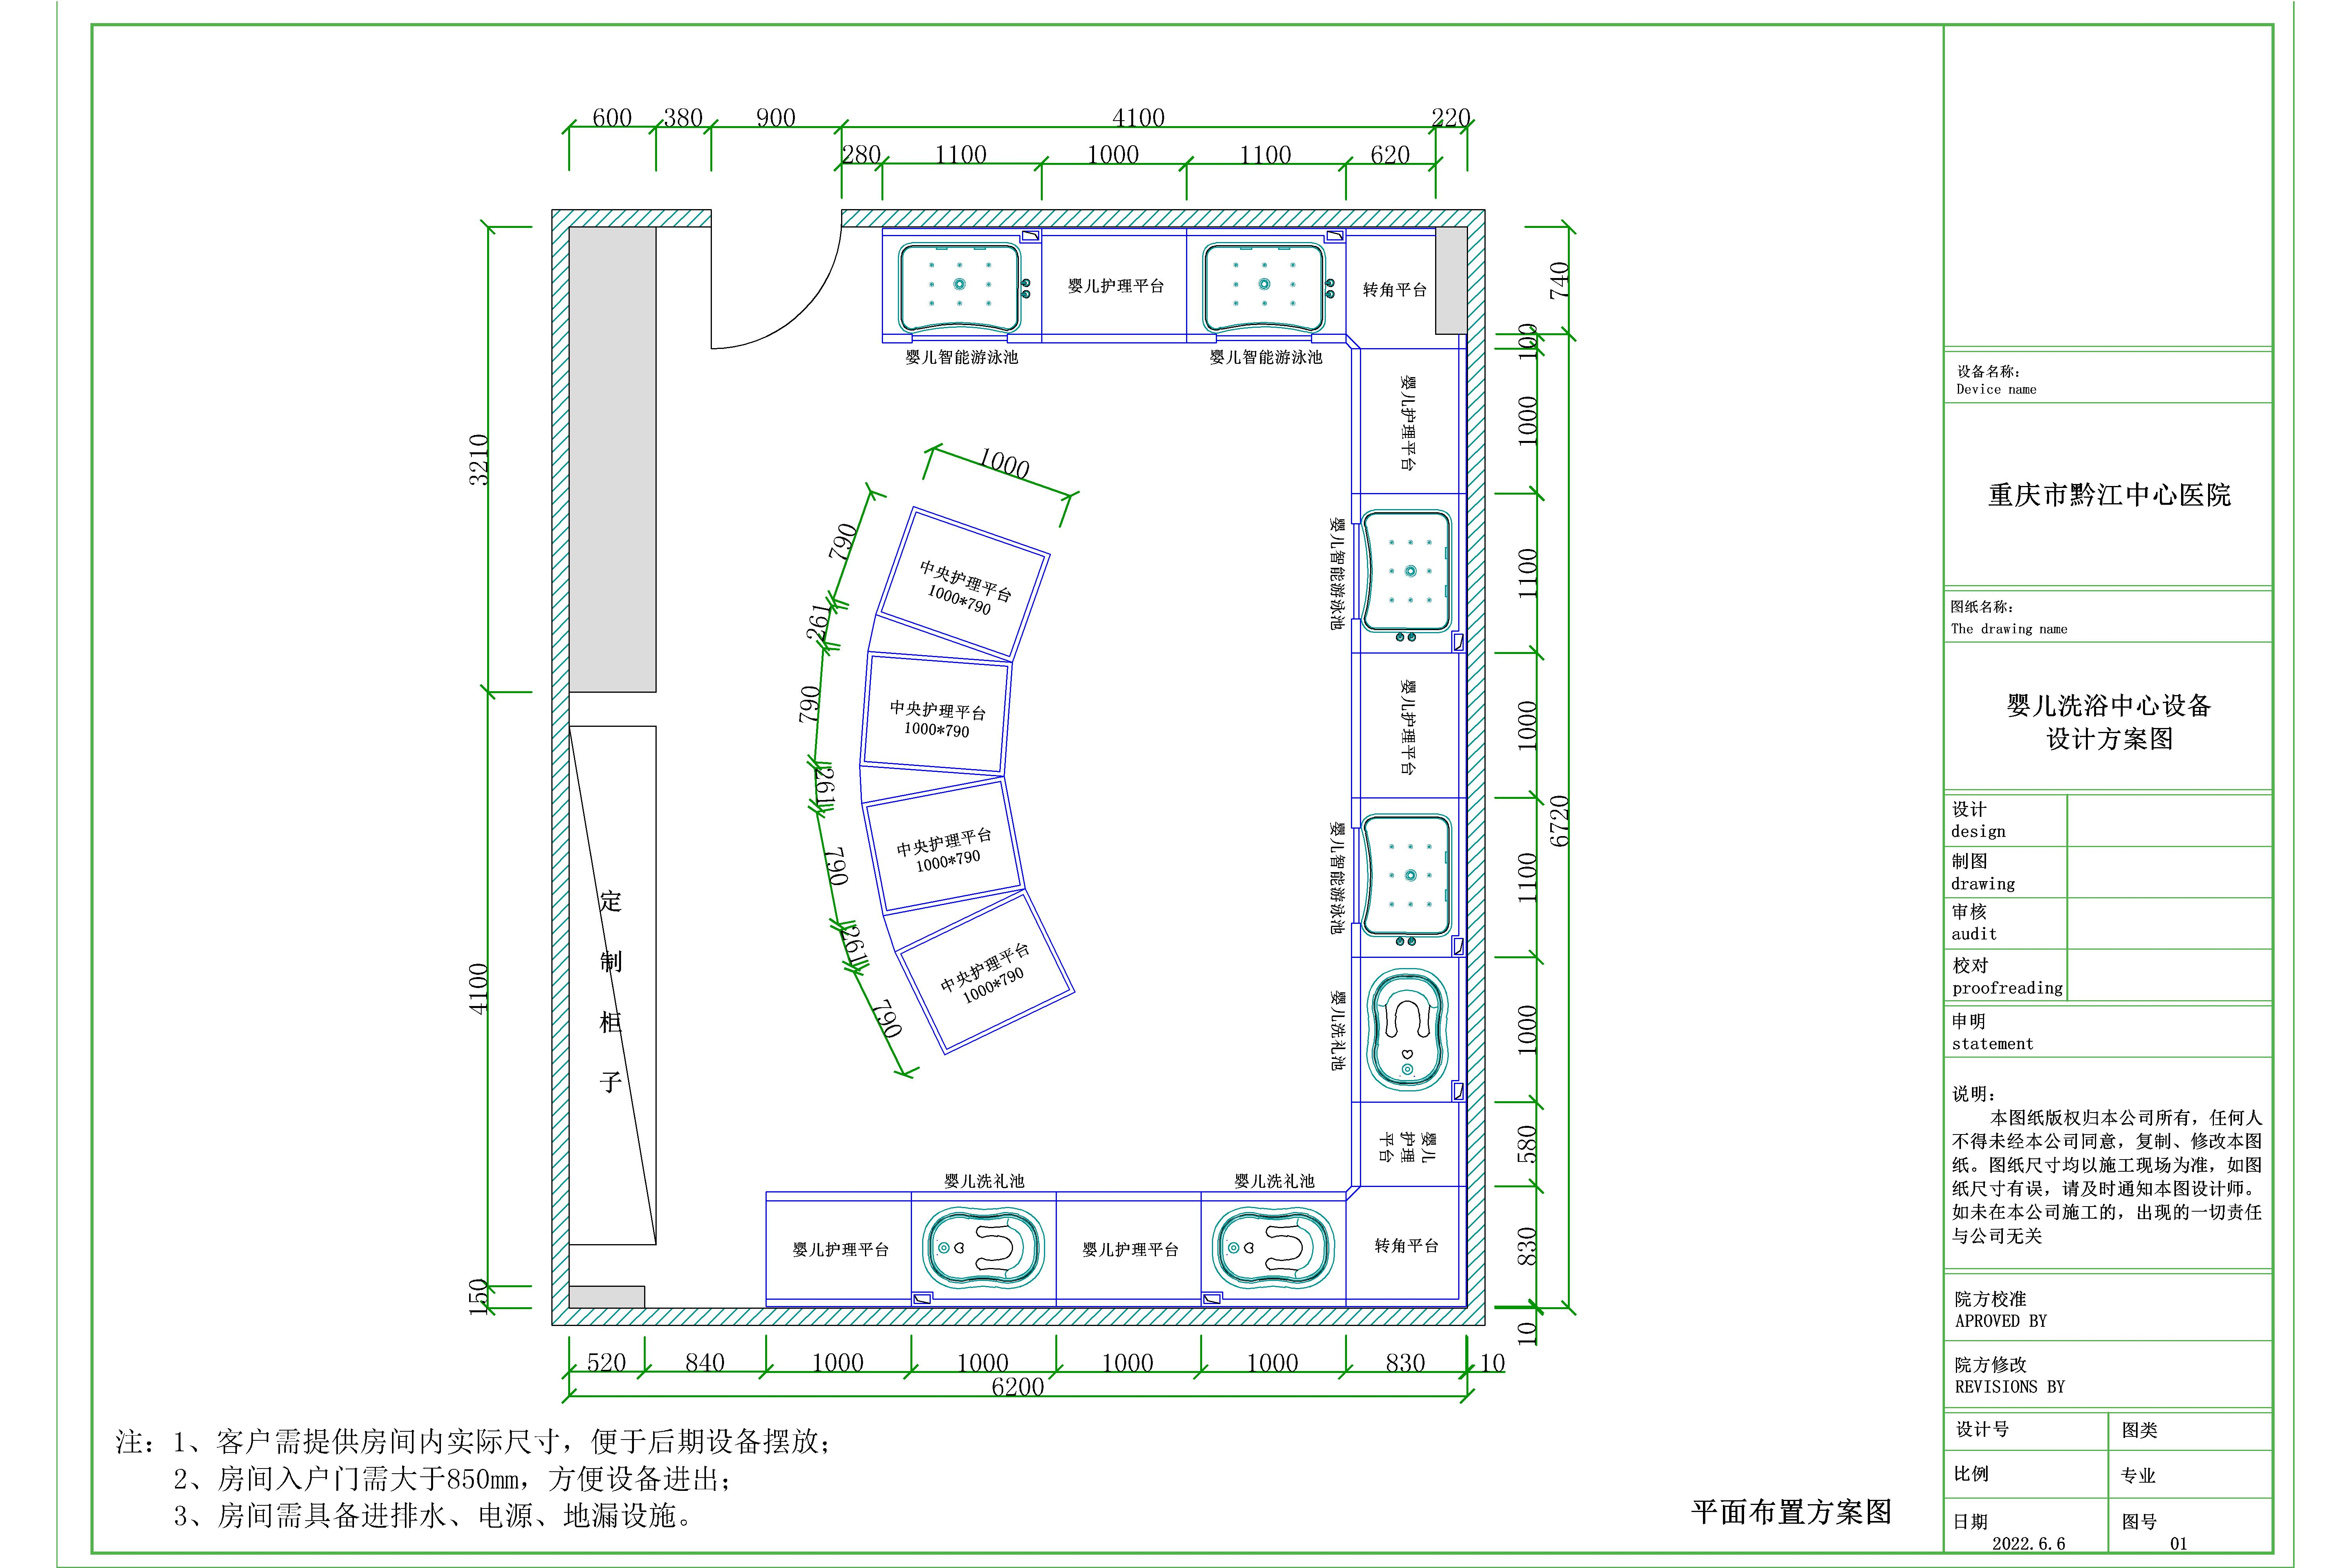 600
380
900
4100
220
280
1100
1000
1100
620
740
100
1000
1100
1000
1100
1000
580
830
10
6720
3210
4100
150
婴儿护理平台
转角平台
婴儿智能游泳池
婴儿智能游泳池
婴儿护理平台
婴儿智能游泳池
婴儿护理平台
婴儿智能游泳池
婴儿洗礼池
婴儿
护理
平台
1000
790
261
790
261
790
261
790
中央护理平台
1000*790
中央护理平台
1000*790
中央护理平台
1000*790
中央护理平台
1000*790
定制柜子
婴儿洗礼池
婴儿洗礼池
婴儿护理平台
婴儿护理平台
转角平台
520
840
1000
1000
1000
1000
830
10
6200
注：1、客户需提供房间内实际尺寸，便于后期设备摆放；
2、房间入户门需大于850mm，方便设备进出；
3、房间需具备进排水、电源、地漏设施。
平面布置方案图
设备名称：
Device name
重庆市黔江中心医院
图纸名称：
The drawing name
婴儿洗浴中心设备
设计方案图
设计
design
制图
drawing
审核
audit
校对
proofreading
申明
statement
说明：
本图纸版权归本公司所有，任何人
不得未经本公司同意，复制、修改本图
纸。图纸尺寸均以施工现场为准，如图
纸尺寸有误，请及时通知本图设计师。
如未在本公司施工的，出现的一切责任
与公司无关
院方校准
APROVED BY
院方修改
REVISIONS BY
设计号
图类
比例
专业
日期
2022.6.6
图号
01